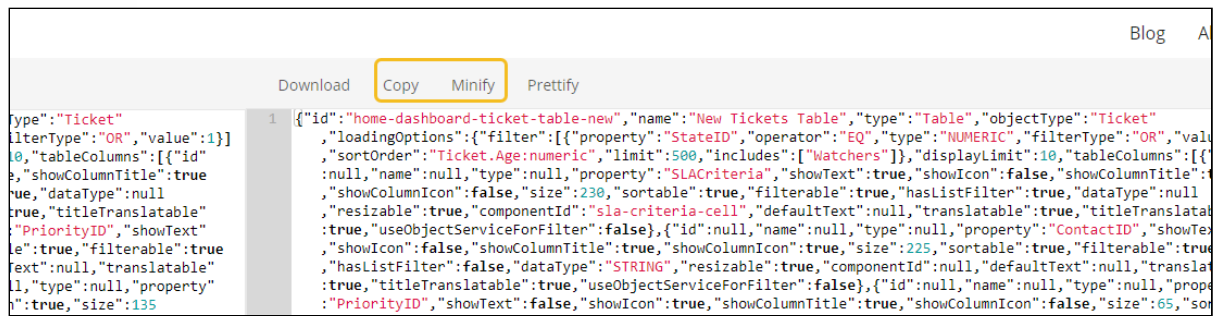 Blog
Download Copy Minify Prettify
Type":"Ticket"
ilterType":"OR","value":1}]
10,"tableColumns":[{"id"
e,"showColumnTitle":true
rue,"dataType":null
true,"titleTranslatable"
:"PriorityID","showText"
le":true,"filterable":true
Text":null,"translatable"
ll,"type":null,"property"
n":true,"size":135
1 {"id":"home-dashboard-ticket-table-new","name":"New Tickets Table","type":"Table","objectType":"Ticket"
,"loadingOptions":{"filter":[{"property":"StateID","operator":"EQ","type":"NUMERIC","filterType":"OR","valu
,"sortOrder":"Ticket.Age:numeric","limit":500,"includes":["Watchers"]},"displayLimit":10,"tableColumns":[{"
:null,"name":null,"type":null,"property":"SLACriteria","showText":true,"showIcon":false,"showColumnTitle":t
,"showColumnIcon":false,"size":230,"sortable":true,"filterable":true,"hasListFilter":true,"dataType":null
,"resizable":true,"componentId":"sla-criteria-cell","defaultText":null,"translatable":true,"titleTranslatab
:true,"useObjectServiceForFilter":false},{"id":null,"name":null,"type":null,"property":"ContactID","showTex
,"showIcon":false,"showColumnTitle":true,"showColumnIcon":true,"size":225,"sortable":true,"filterable":true
,"hasListFilter":false,"dataType":"STRING","resizable":true,"componentId":null,"defaultText":null,"translat
:true,"titleTranslatable":true,"useObjectServiceForFilter":false},{"id":null,"name":null,"type":null,"prope
:"PriorityID","showText":false,"showIcon":true,"showColumnTitle":true,"showColumnIcon":false,"size":65,"sor